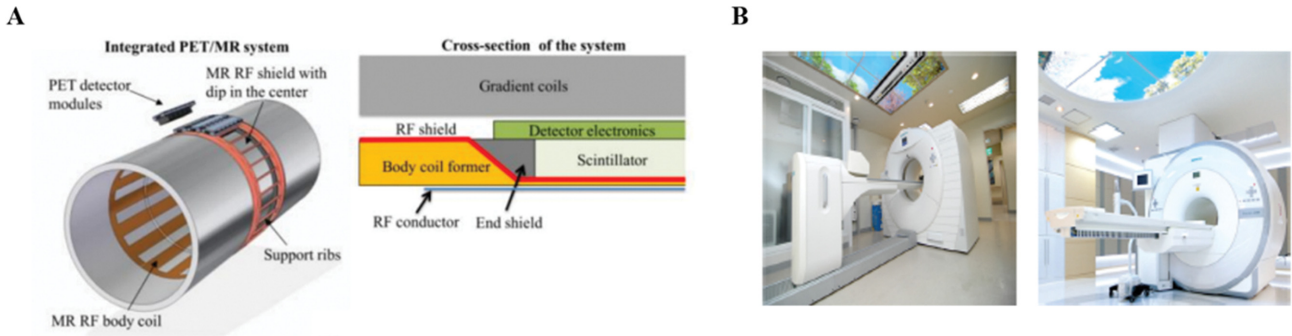 A
B
Integrated PET/MR system
PET detector
modules
MR RF shield with
dip in the center
Support ribs
MR RF body coil
Cross-section of the system
Gradient coils
RF shield
Detector electronics
Body coil former
Scintillator
RF conductor
End shield